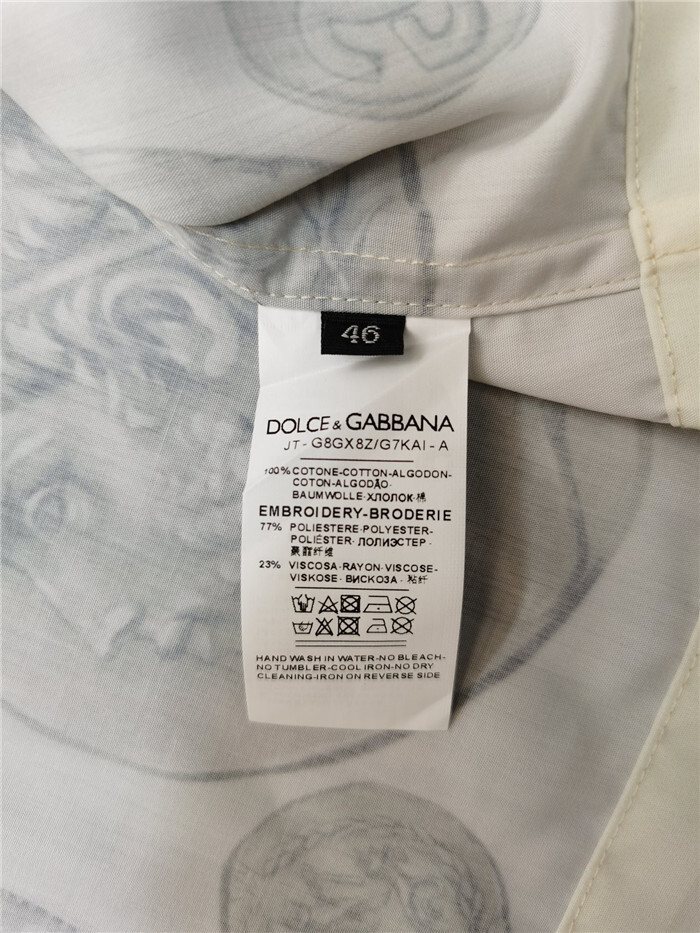 46
DOLCE & GABBANA
JT-G8GX8Z/G7KAI-A
100% COTONE-COTTON-ALGODON-
COTON-ALGODÃO-
BAUMWOLLE-ХЛОПОК-棉
EMBROIDERY-BRODERIE
77% POLIESTERE-POLYESTER-
POLIÉSTER-ЛОЛИЭСТЕР-
聚酯纤维
23% VISCOSA-RAYON-VISCOSE-
VISKOSE-ВИСКОЗА-粘纤
HAND WASH IN WATER-NO BLEACH-
NO TUMBLER-COOL IRON-NO DRY
CLEANING-IRON ON REVERSE SIDE